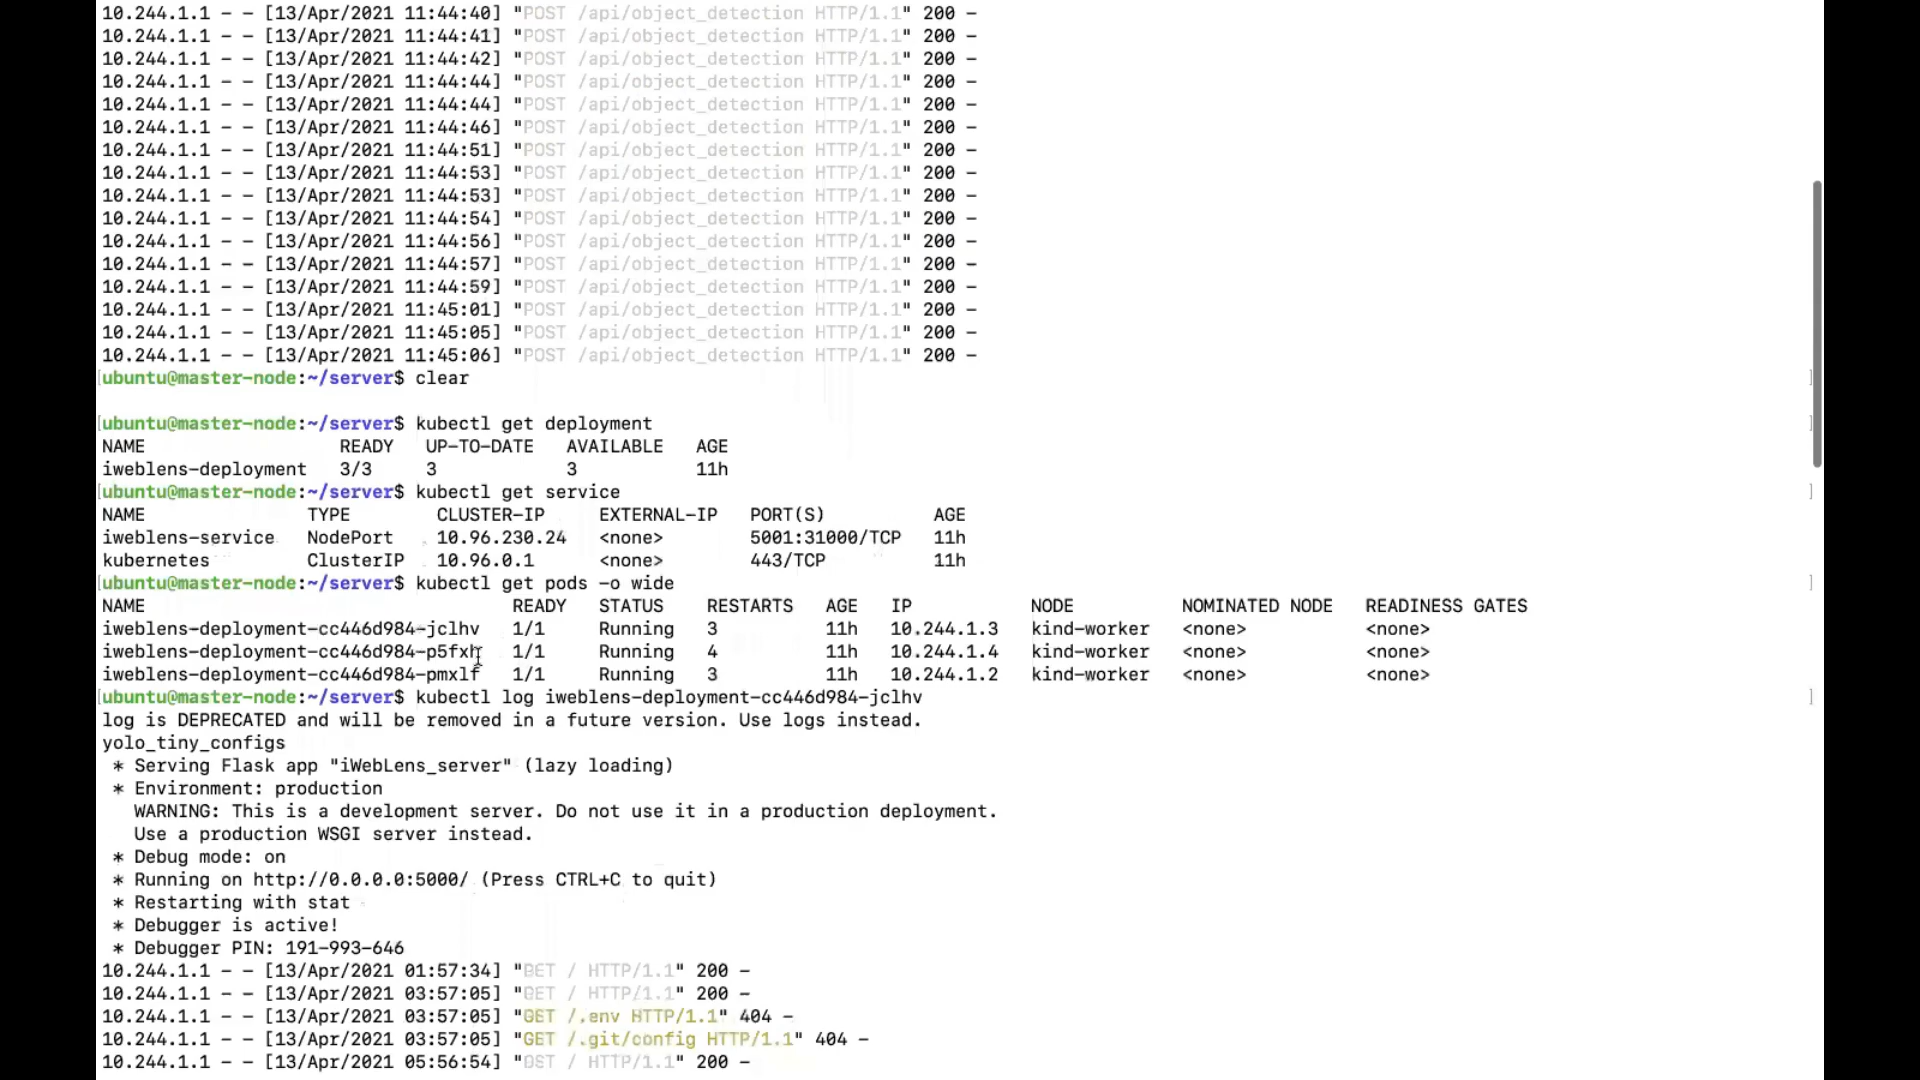 10.244.1.1 - - [13/Apr/2021 11:44:40] "POST /api/object_detection HTTP/1.1" 200 -
10.244.1.1 - - [13/Apr/2021 11:44:41] "POST /api/object_detection HTTP/1.1" 200 -
10.244.1.1 - - [13/Apr/2021 11:44:42] "POST /api/object_detection HTTP/1.1" 200 -
10.244.1.1 - - [13/Apr/2021 11:44:44] "POST /api/object_detection HTTP/1.1" 200 -
10.244.1.1 - - [13/Apr/2021 11:44:44] "POST /api/object_detection HTTP/1.1" 200 -
10.244.1.1 - - [13/Apr/2021 11:44:46] "POST /api/object_detection HTTP/1.1" 200 -
10.244.1.1 - - [13/Apr/2021 11:44:51] "POST /api/object_detection HTTP/1.1" 200 -
10.244.1.1 - - [13/Apr/2021 11:44:53] "POST /api/object_detection HTTP/1.1" 200 -
10.244.1.1 - - [13/Apr/2021 11:44:53] "POST /api/object_detection HTTP/1.1" 200 -
10.244.1.1 - - [13/Apr/2021 11:44:54] "POST /api/object_detection HTTP/1.1" 200 -
10.244.1.1 - - [13/Apr/2021 11:44:56] "POST /api/object_detection HTTP/1.1" 200 -
10.244.1.1 - - [13/Apr/2021 11:44:57] "POST /api/object_detection HTTP/1.1" 200 -
10.244.1.1 - - [13/Apr/2021 11:44:59] "POST /api/object_detection HTTP/1.1" 200 -
10.244.1.1 - - [13/Apr/2021 11:45:01] "POST /api/object_detection HTTP/1.1" 200 -
10.244.1.1 - - [13/Apr/2021 11:45:05] "POST /api/object_detection HTTP/1.1" 200 -
10.244.1.1 - - [13/Apr/2021 11:45:06] "POST /api/object_detection HTTP/1.1" 200 -
[ubuntu@master-node:~/server$ clear ]
[ubuntu@master-node:~/server$ kubectl get deployment ]
NAME READY UP-TO-DATE AVAILABLE AGE
iweblens-deployment 3/3 3 3 11h
[ubuntu@master-node:~/server$ kubectl get service ]
NAME TYPE CLUSTER-IP EXTERNAL-IP PORT(S) AGE
iweblens-service NodePort 10.96.230.24 <none> 5001:31000/TCP 11h
kubernetes ClusterIP 10.96.0.1 <none> 443/TCP 11h
[ubuntu@master-node:~/server$ kubectl get pods -o wide ]
NAME READY STATUS RESTARTS AGE IP NODE NOMINATED NODE READINESS GATES
iweblens-deployment-cc446d984-jclhv 1/1 Running 3 11h 10.244.1.3 kind-worker <none> <none>
1/1 Running 4 11h 10.244.1.4 kind-worker <none> <none>
iweblens-deployment-cc446d984-pmxlf 1/1 Running 3 11h 10.244.1.2 kind-worker <none> <none>
[ubuntu@master-node:~/server$ kubectl log iweblens-deployment-cc446d984-jclhv ]
log is DEPRECATED and will be removed in a future version. Use logs instead.
yolo_tiny_configs
* Serving Flask app "iWebLens_server" (lazy loading)
* Environment: production
WARNING: This is a development server. Do not use it in a production deployment.
Use a production WSGI server instead.
* Debug mode: on
* Running on http://0.0.0.0:5000/ (Press CTRL+C to quit)
* Restarting with stat
* Debugger is active!
* Debugger PIN: 191-993-646
10.244.1.1 - - [13/Apr/2021 01:57:34] "GET / HTTP/1.1" 200 -
10.244.1.1 - - [13/Apr/2021 03:57:05] "GET / HTTP/1.1" 200 -
10.244.1.1 - - [13/Apr/2021 03:57:05] "GET /.env HTTP/1.1" 404 -
10.244.1.1 - - [13/Apr/2021 03:57:05] "GET /.git/config HTTP/1.1" 404 -
10.244.1.1 - - [13/Apr/2021 05:56:54] "GET / HTTP/1.1" 200 -